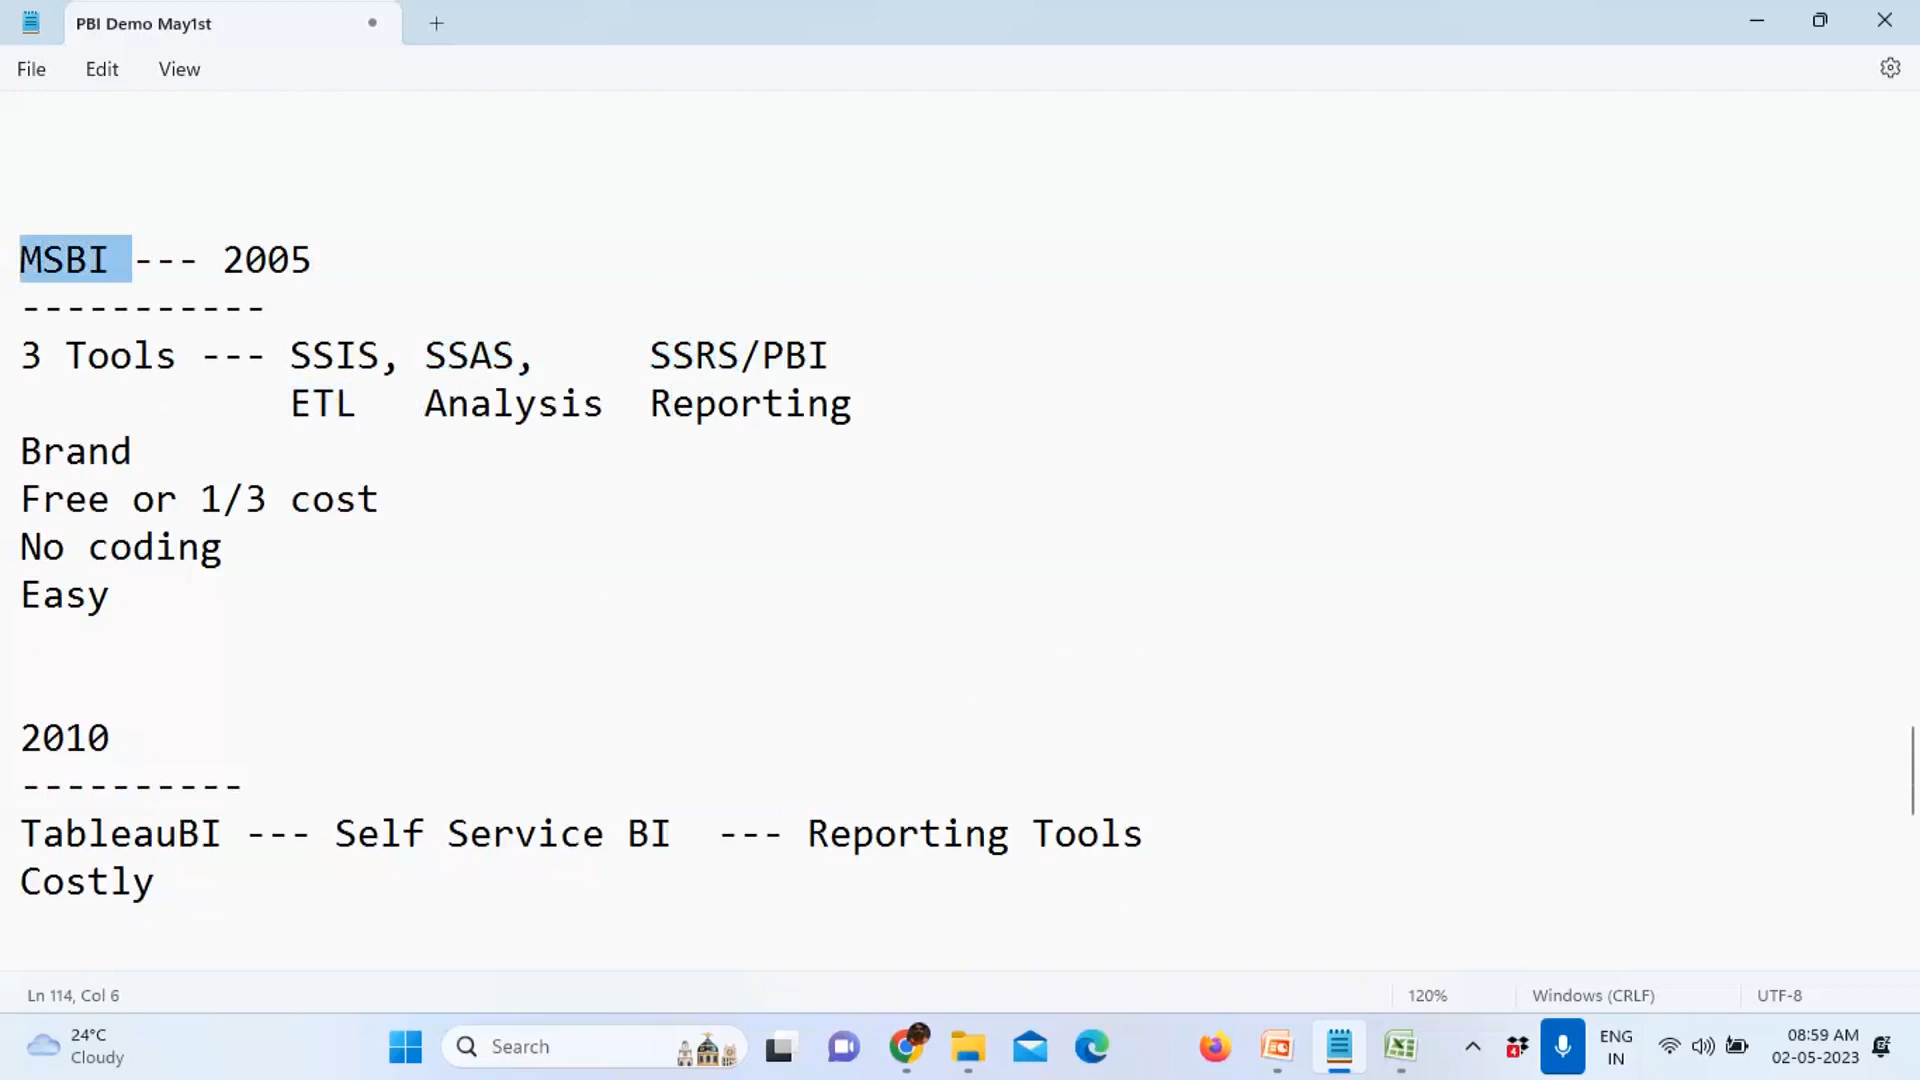 PBI Demo May1st
File Edit View
MSBI --- 2005
-----------
3 Tools --- SSIS, SSAS, SSRS/PBI
ETL Analysis Reporting
Brand
Free or 1/3 cost
No coding
Easy
2010
----------
TableauBI --- Self Service BI --- Reporting Tools
Costly
Ln 114, Col 6 120% Windows (CRLF) UTF-8
24°C
Cloudy
Search
4
ENG
IN
08:59 AM
02-05-2023